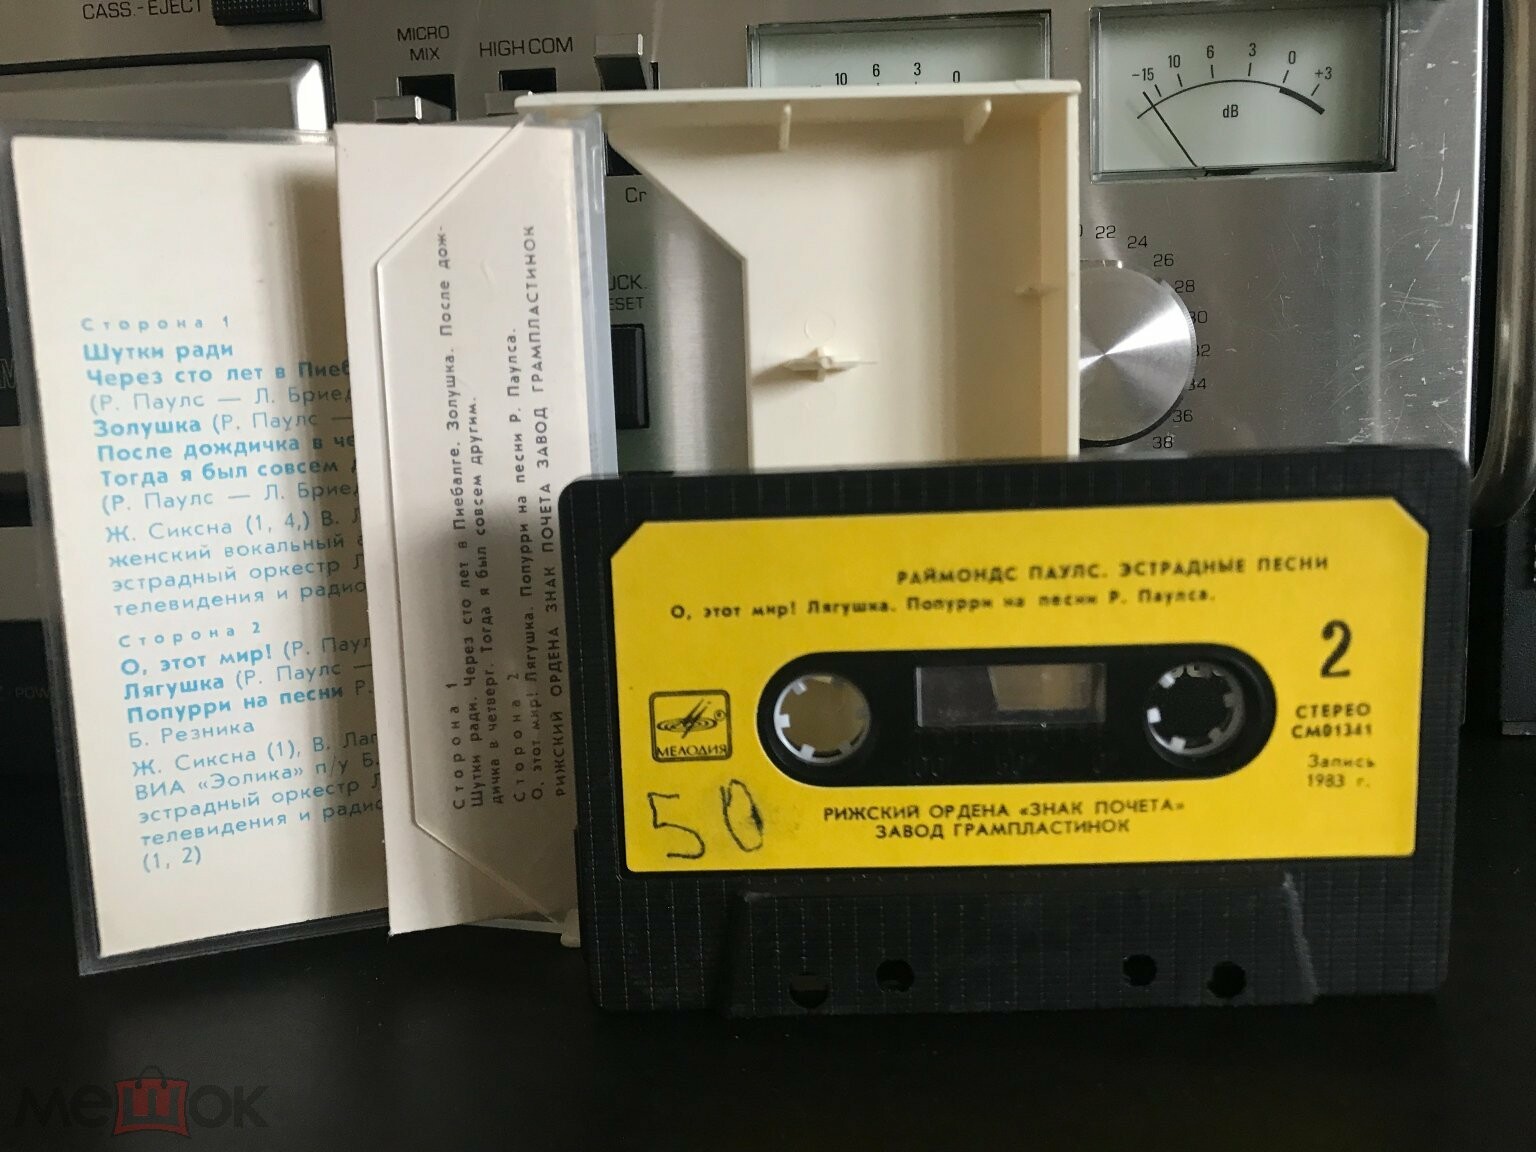 CASS.-EJECT
MICRO
MIX
HIGH COM
10 6 3 0
-15 10 6 3 0 +3
dB
Cr
ESET
22
24
26
28
30
32
34
36
38
Сторона 1
Шутки ради
Через сто лет в Пиеб
(Р. Паулс — Л. Брие
Золушка (Р. Паулс —
После дождичка в че
Тогда я был совсем
(Р. Паулс — Л. Брие
Ж. Сиксна (1, 4,) В.
женский вокальный
эстрадный оркестр
телевидения и радио
Сторона 2
О, этот мир! (Р. Паул
Лягушка (Р. Паулс —
Попурри на песни Р.
Б. Резника
Ж. Сиксна (1), В. Лап
ВИА «Эолика» п/у Б.
эстрадный оркестр
телевидения и радио
(1, 2)
Сторона 1
Шутки ради. Через сто лет в Пиебалге. Золушка. После дож-
дичка в четверг. Тогда я был совсем другим.
Сторона 2
О, этот мир! Лягушка. Попурри на песни Р. Паулса.
РИЖСКИЙ ОРДЕНА ЗНАК ПОЧЕТА ЗАВОД ГРАМПЛАСТИНОК
РАЙМОНДС ПАУЛС. ЭСТРАДНЫЕ ПЕСНИ
О, этот мир! Лягушка. Попурри на песни Р. Паулса.
2
СТЕРЕО
СМ01341
Запись
1983 г.
МЕЛОДИЯ
50
РИЖСКИЙ ОРДЕНА «ЗНАК ПОЧЕТА»
ЗАВОД ГРАМПЛАСТИНОК
мешок